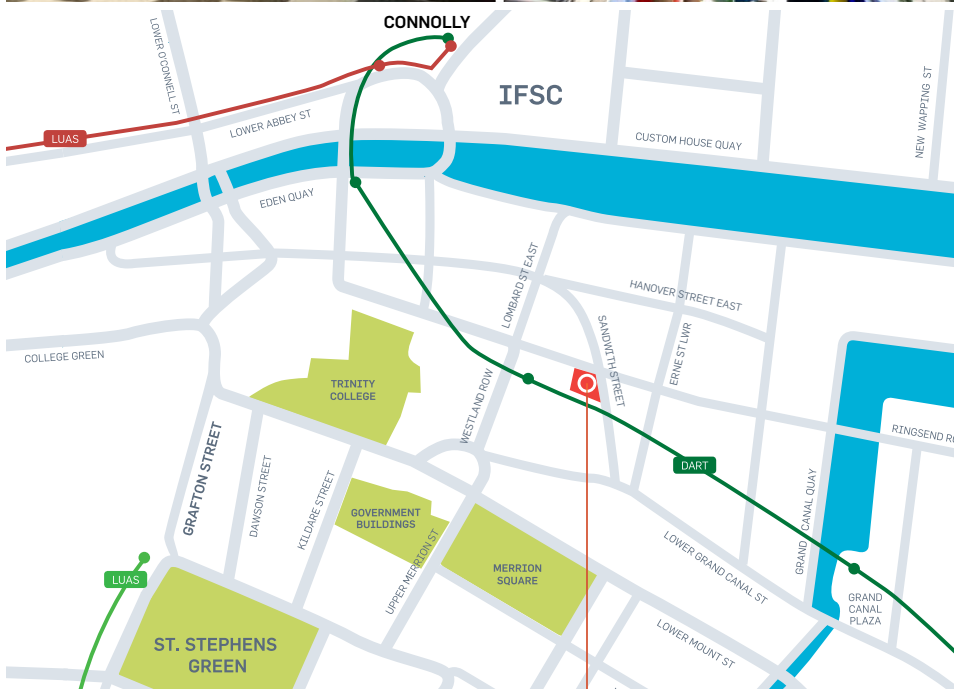 CONNOLLY
LOWER O'CONNELL ST
IFSC
NEW WAPPING ST
LUAS
LOWER ABBEY ST
CUSTOM HOUSE QUAY
EDEN QUAY
LOMBARD ST EAST
HANOVER STREET EAST
SANDWITH STREET
ERNE ST LWR
COLLEGE GREEN
TRINITY
COLLEGE
WESTLAND ROW
GRAFTON STREET
DAWSON STREET
KILDARE STREET
RINGSEND RO
DART
GRAND CANAL QUAY
GOVERNMENT
BUILDINGS
UPPER MERRION ST
MERRION
SQUARE
LOWER GRAND CANAL ST
LUAS
GRAND
CANAL
PLAZA
LOWER MOUNT ST
ST. STEPHENS
GREEN